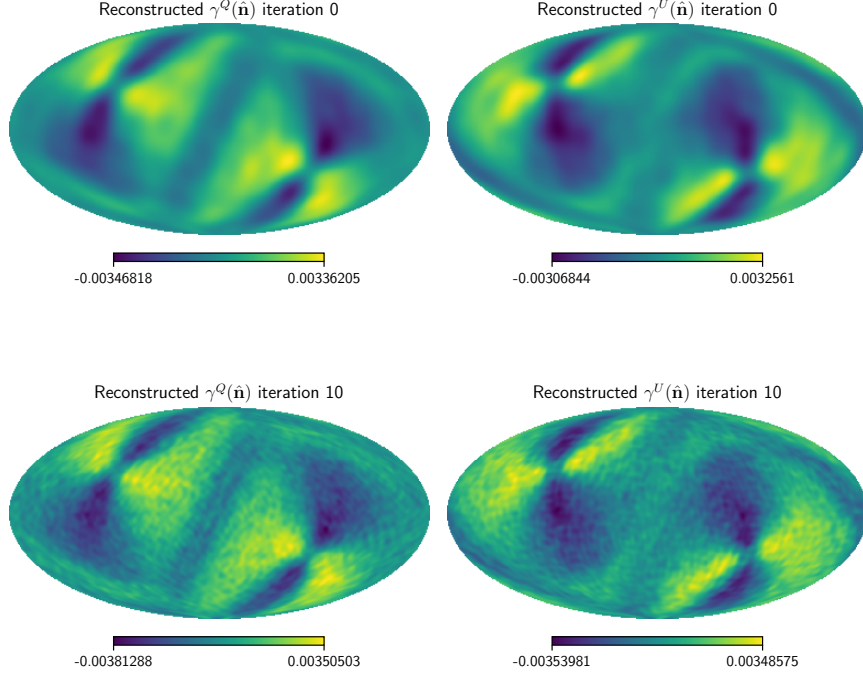 Reconstructed γ^Q(n̂) iteration 0
Reconstructed γ^U(n̂) iteration 0
-0.00346818 0.00336205
-0.00306844 0.0032561
Reconstructed γ^Q(n̂) iteration 10
Reconstructed γ^U(n̂) iteration 10
-0.00381288 0.00350503
-0.00353981 0.00348575